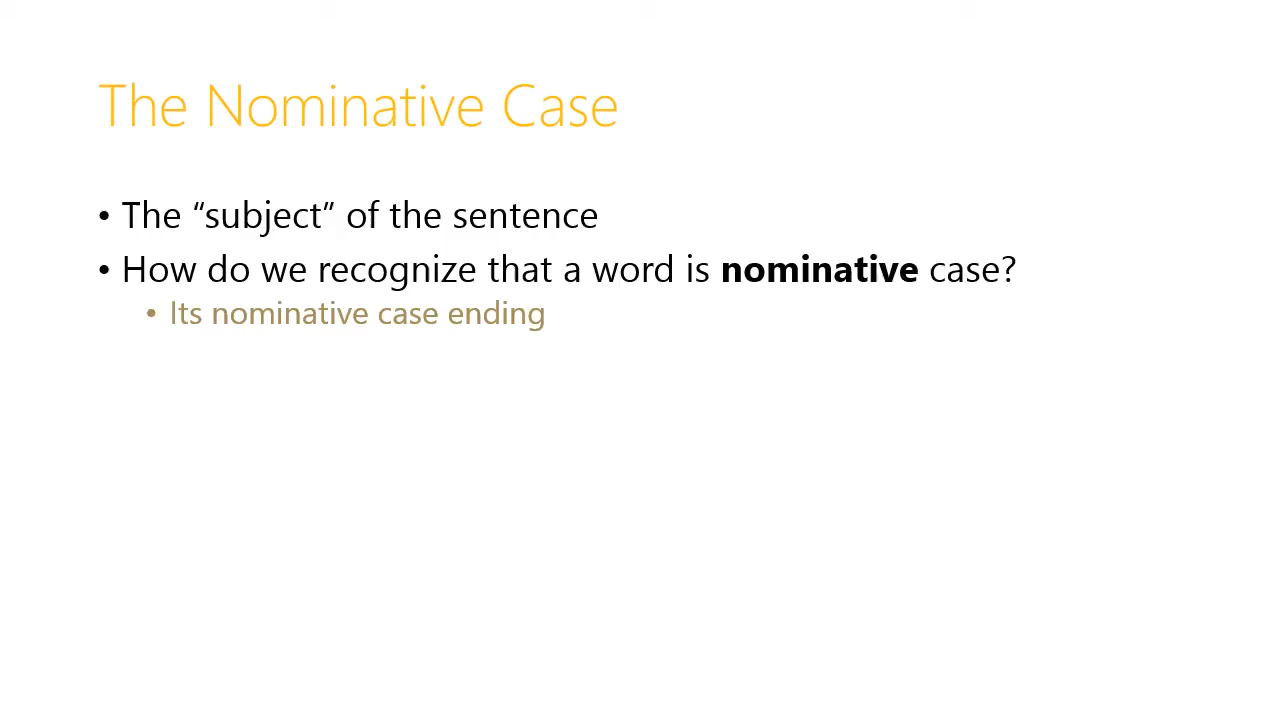 The Nominative Case
• The “subject” of the sentence
• How do we recognize that a word is nominative case?
• Its nominative case ending